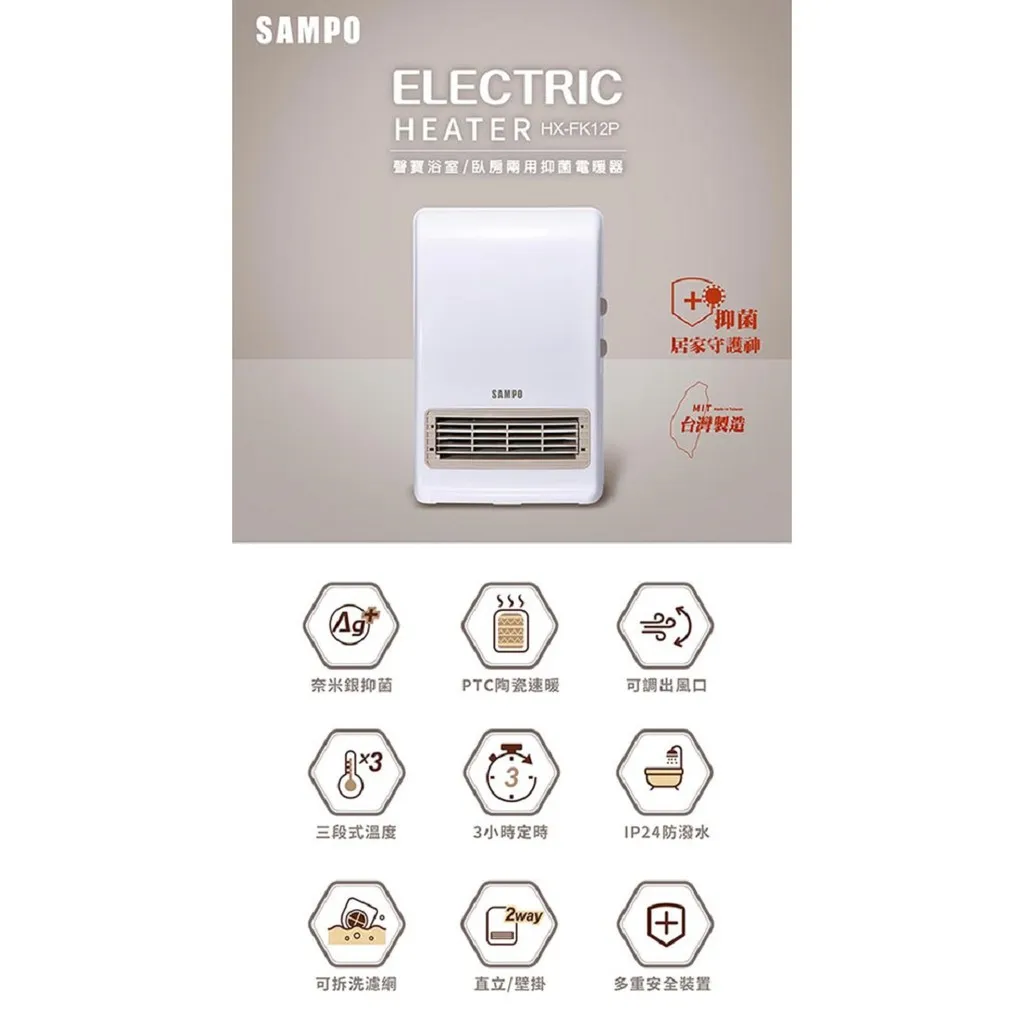 SAMPO
ELECTRIC
HEATER HX-FK12P
聲寶浴室/臥房兩用抑菌電暖器
抑菌
居家守護神
MIT Made in Taiwan
台灣製造
SAMPO
Ag+
奈米銀抑菌
PTC陶瓷速暖
可調出風口
×3
三段式溫度
3
3小時定時
IP24防潑水
可拆洗濾網
2way
直立/壁掛
多重安全裝置